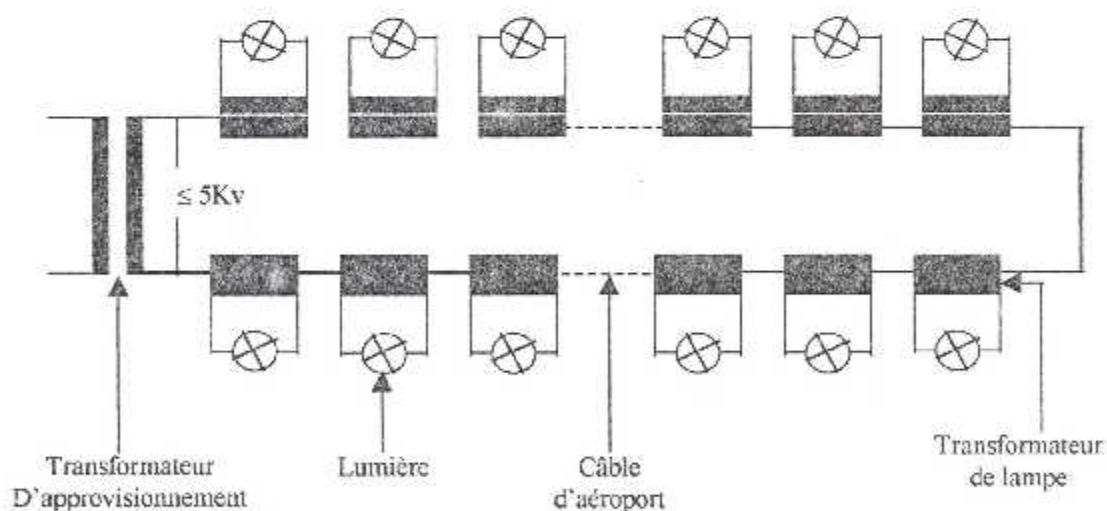 ≤ 5Kv
Transformateur
D'approvisionnement
Lumière
Câble
d'aéroport
Transformateur
de lampe